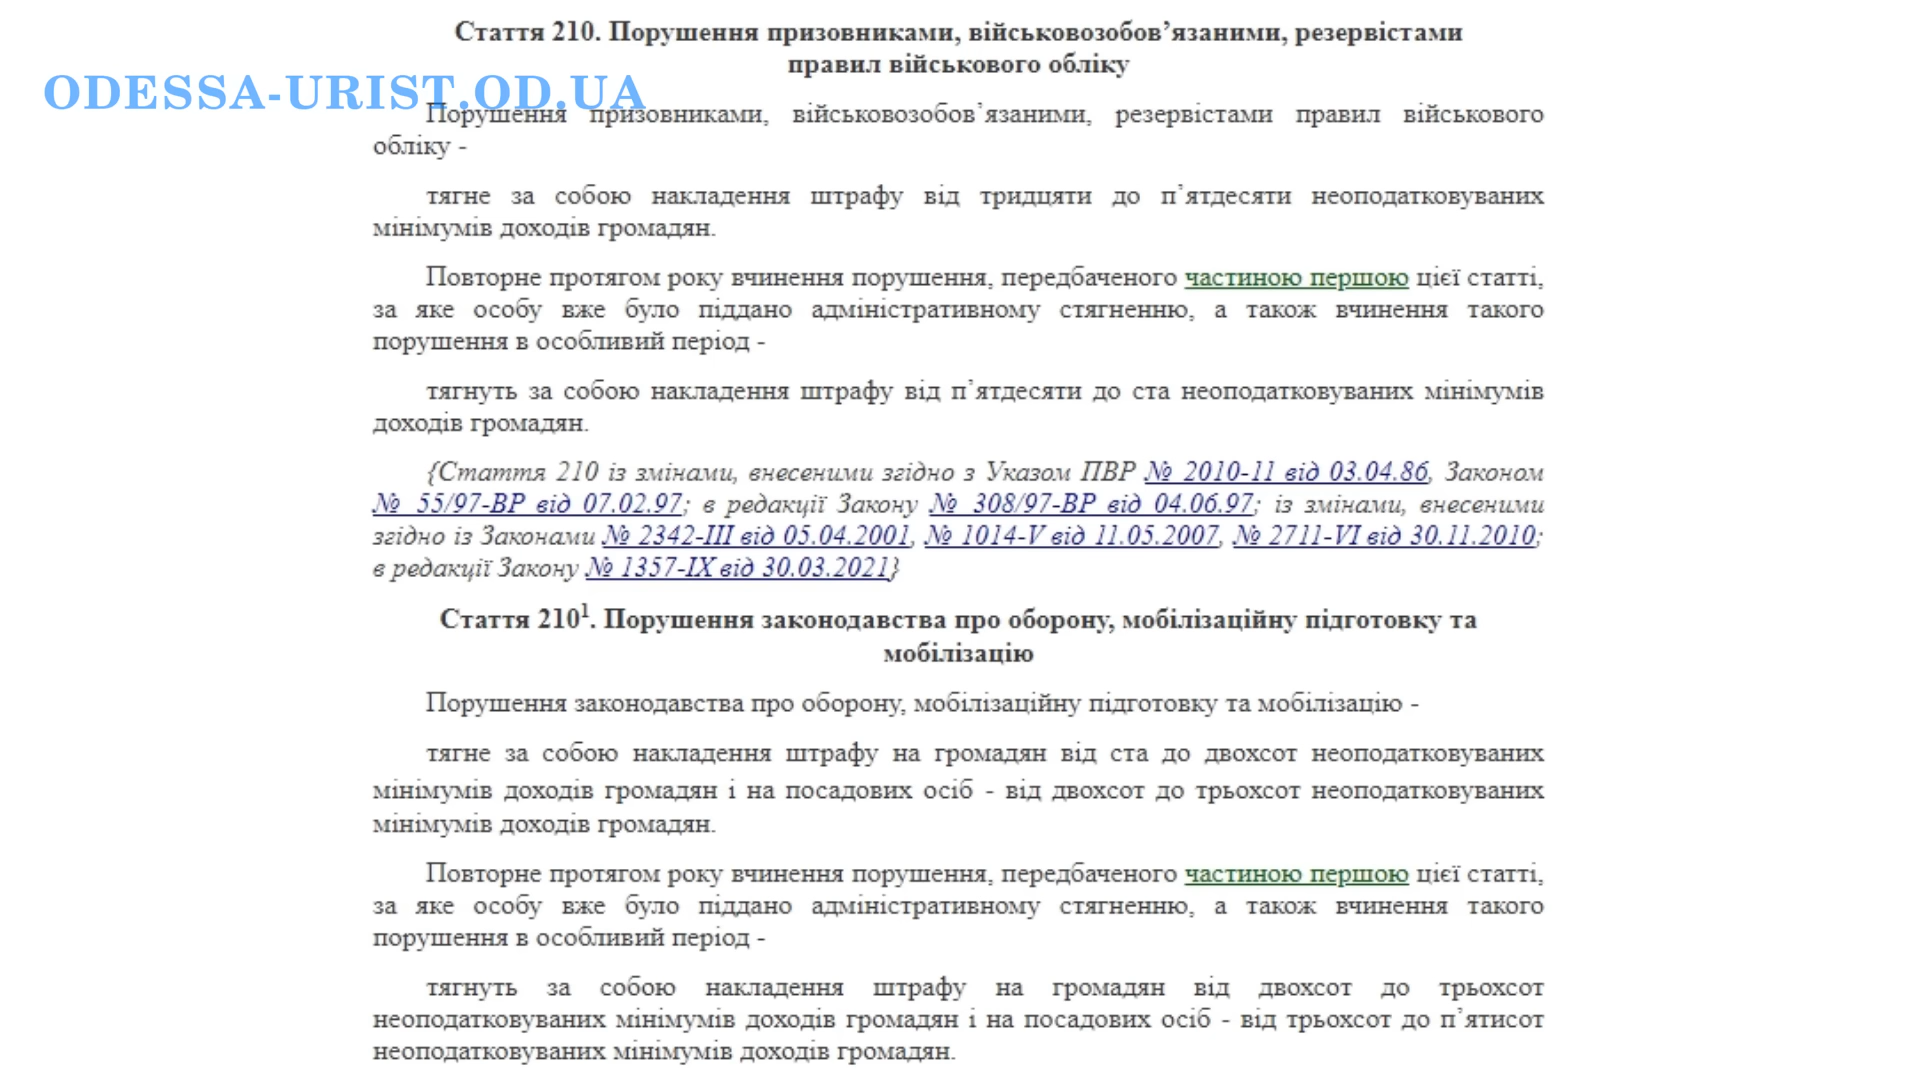 Стаття 210. Порушення призовниками, військовозобов’язаними, резервістами
правил військового обліку
ODESSA-URIST.OD.UA
Порушення призовниками, військовозобов’язаними, резервістами правил військового
обліку -
тягне за собою накладення штрафу від тридцяти до п’ятдесяти неоподатковуваних
мінімумів доходів громадян.
Повторне протягом року вчинення порушення, передбаченого частиною першою цієї статті,
за яке особу вже було піддано адміністративному стягненню, а також вчинення такого
порушення в особливий період -
тягнуть за собою накладення штрафу від п’ятдесяти до ста неоподатковуваних мінімумів
доходів громадян.
{Стаття 210 із змінами, внесеними згідно з Указом ПВР № 2010-11 від 03.04.86, Законом
№ 55/97-ВР від 07.02.97; в редакції Закону № 308/97-ВР від 04.06.97; із змінами, внесеними
згідно із Законами № 2342-III від 05.04.2001, № 1014-V від 11.05.2007, № 2711-VI від 30.11.2010;
в редакції Закону № 1357-IX від 30.03.2021}
Стаття 210¹. Порушення законодавства про оборону, мобілізаційну підготовку та
мобілізацію
Порушення законодавства про оборону, мобілізаційну підготовку та мобілізацію -
тягне за собою накладення штрафу на громадян від ста до двохсот неоподатковуваних
мінімумів доходів громадян і на посадових осіб - від двохсот до трьохсот неоподатковуваних
мінімумів доходів громадян.
Повторне протягом року вчинення порушення, передбаченого частиною першою цієї статті,
за яке особу вже було піддано адміністративному стягненню, а також вчинення такого
порушення в особливий період -
тягнуть за собою накладення штрафу на громадян від двохсот до трьохсот
неоподатковуваних мінімумів доходів громадян і на посадових осіб - від трьохсот до п’ятисот
неоподатковуваних мінімумів доходів громадян.